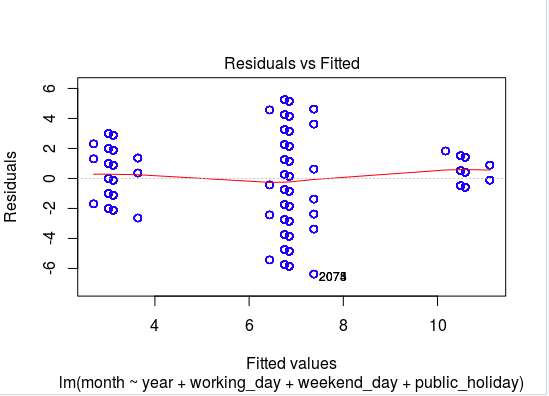 Residuals vs Fitted
6
4
2
0
-2
-4
-6
Residuals
4
6
8
10
Fitted values
lm(month ~ year + working_day + weekend_day + public_holiday)